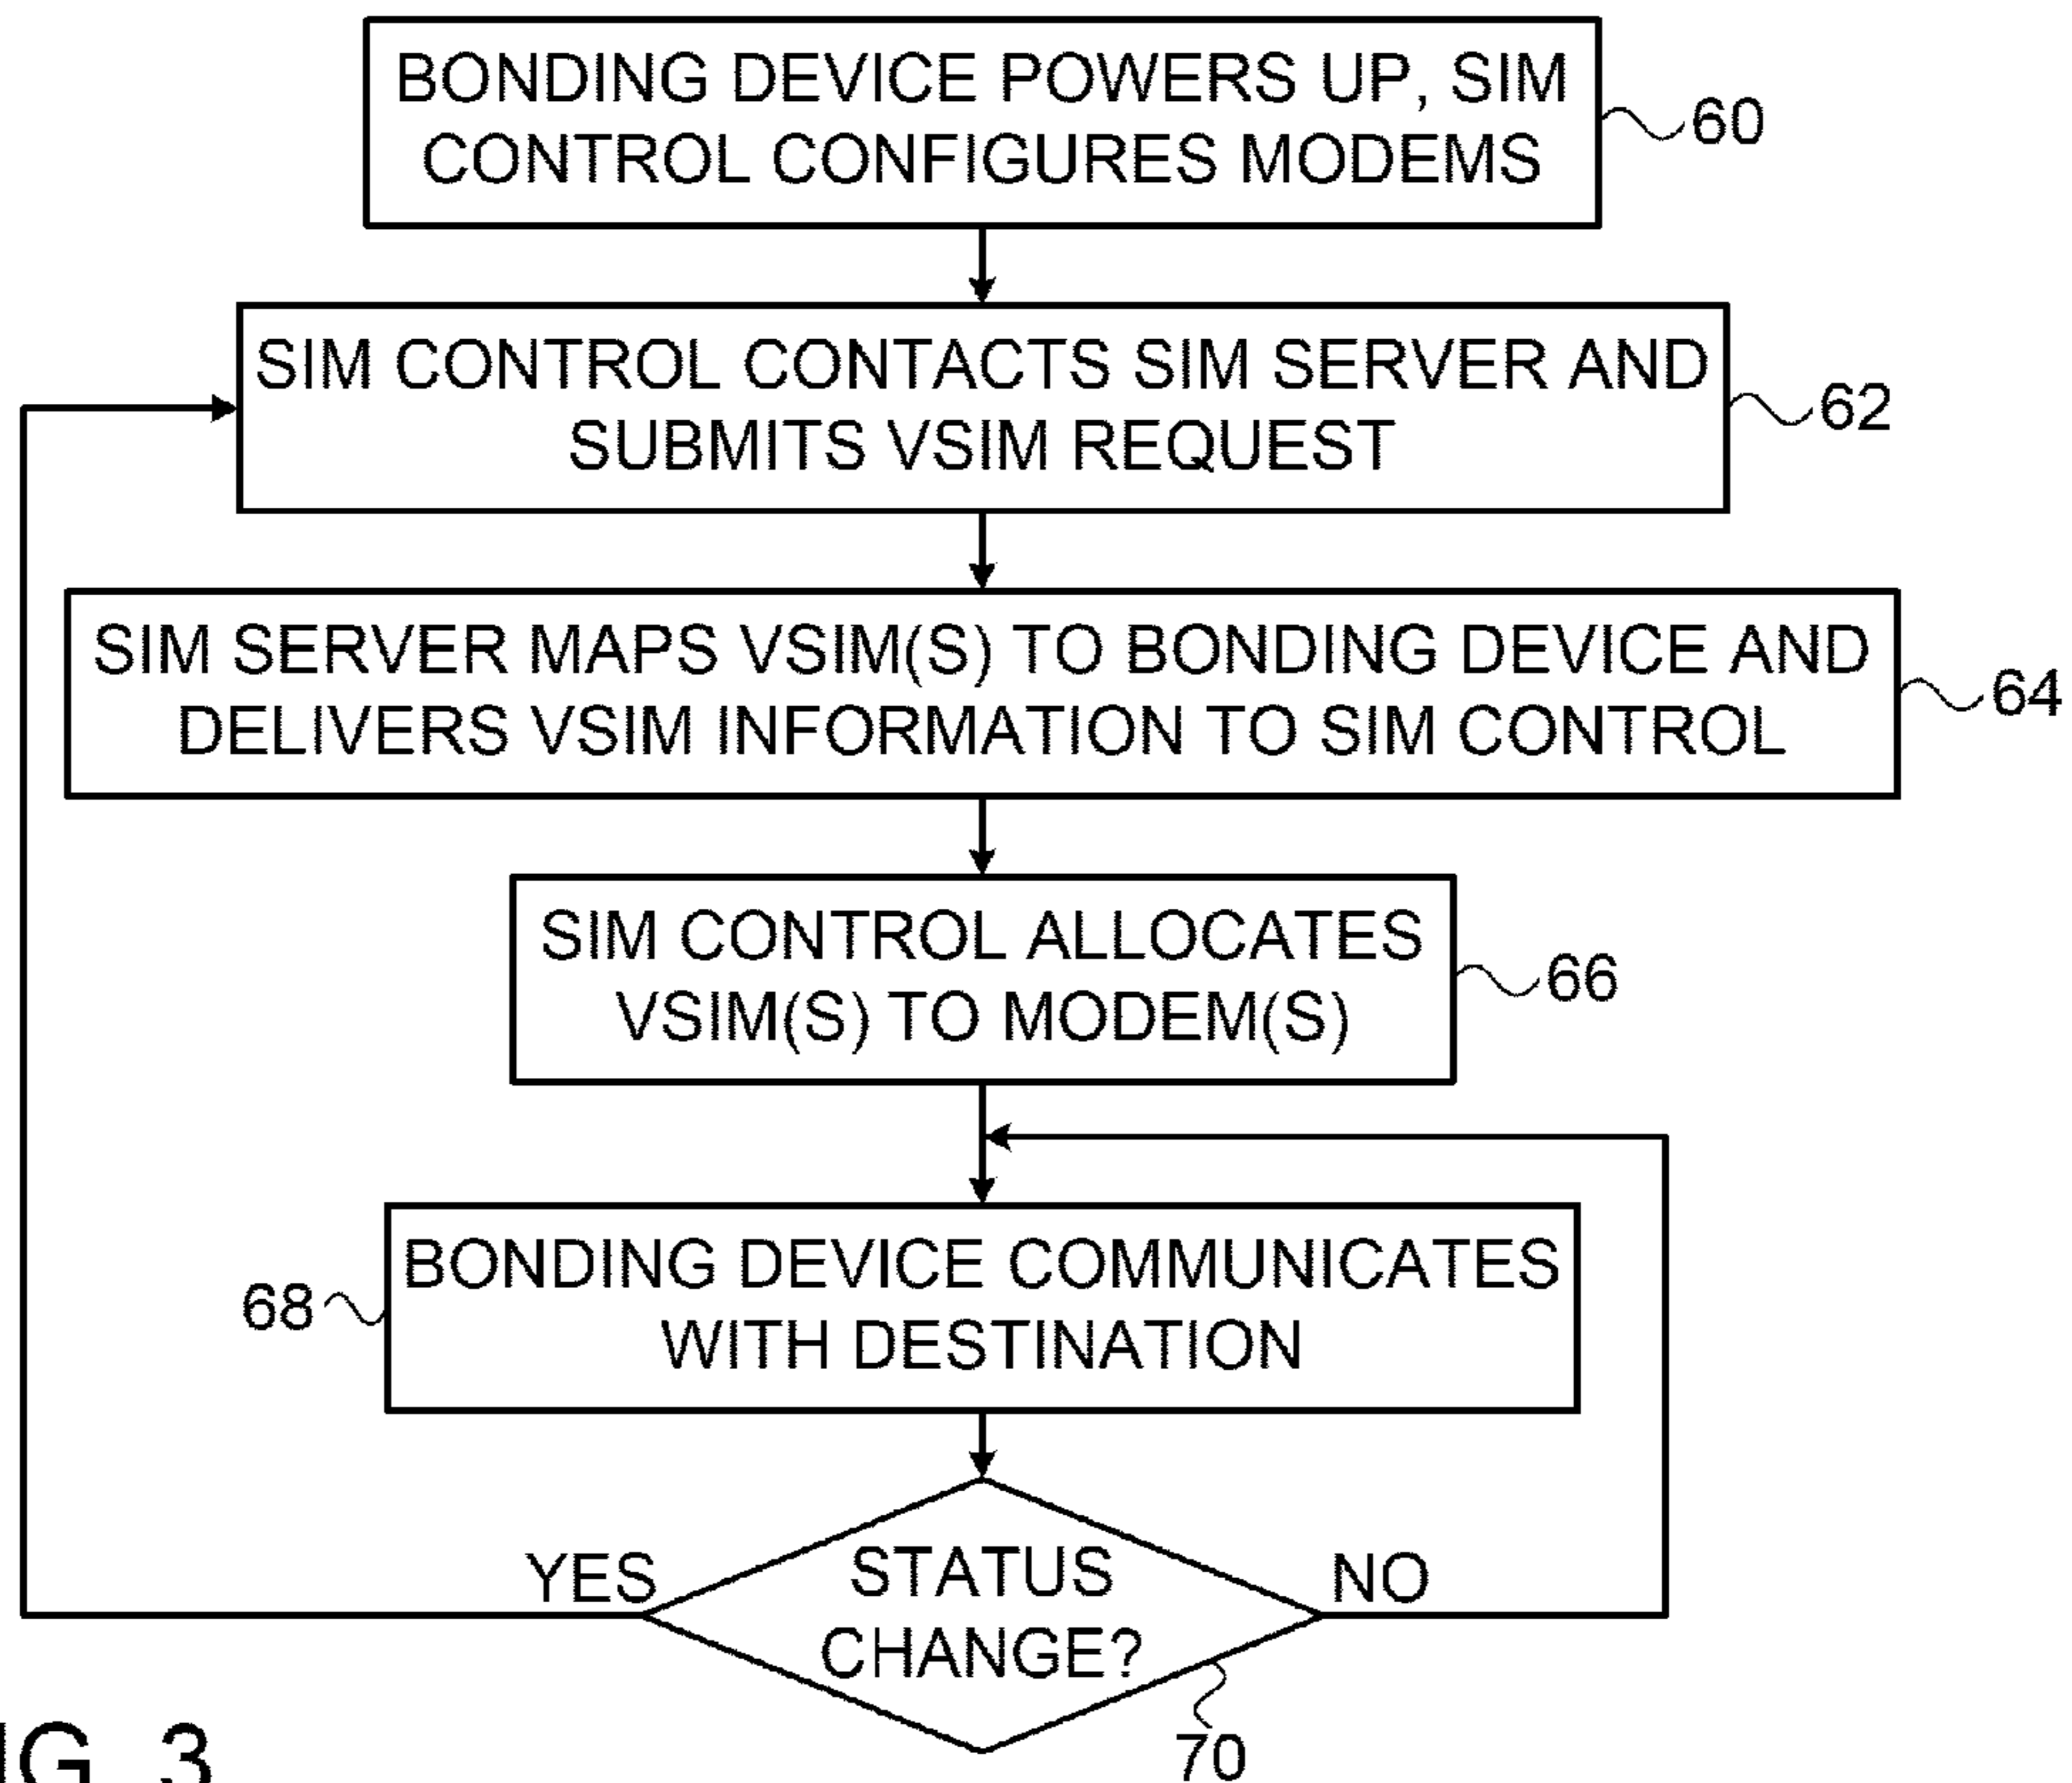 BONDING DEVICE POWERS UP, SIM
CONTROL CONFIGURES MODEMS
60
SIM CONTROL CONTACTS SIM SERVER AND
SUBMITS VSIM REQUEST
62
SIM SERVER MAPS VSIM(S) TO BONDING DEVICE AND
DELIVERS VSIM INFORMATION TO SIM CONTROL
64
SIM CONTROL ALLOCATES
VSIM(S) TO MODEM(S)
66
BONDING DEVICE COMMUNICATES
WITH DESTINATION
68
YES
STATUS
CHANGE?
NO
70
IG. 3